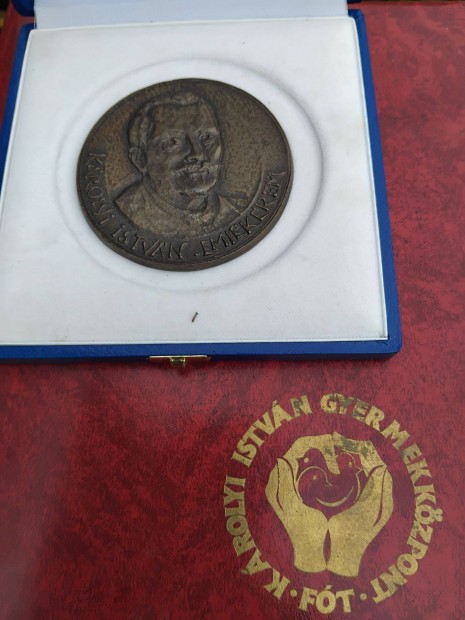 KÁROLYI ISTVÁN EMLÉKÉREM
KÁROLYI ISTVÁN GYERMEKKÖZPONT
· FÓT ·